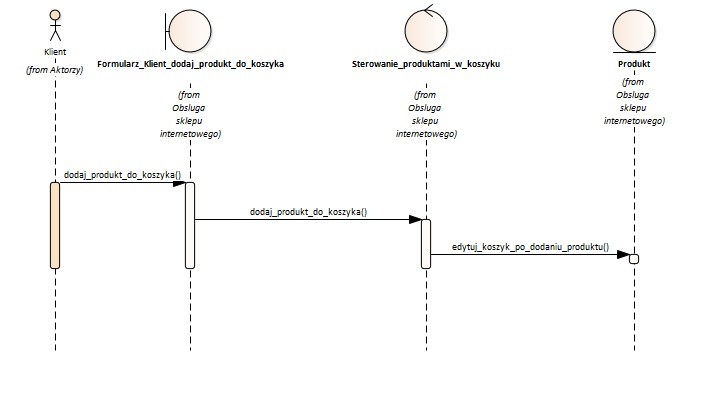 Klient
(from Aktorzy)
Formularz_Klient_dodaj_produkt_do_koszyka
(from
Obsluga
sklepu
internetowego)
Sterowanie_produktami_w_koszyku
(from
Obsluga
sklepu
internetowego)
Produkt
(from
Obsluga
sklepu
internetowego)
dodaj_produkt_do_koszyka()
dodaj_produkt_do_koszyka()
edytuj_koszyk_po_dodaniu_produktu()